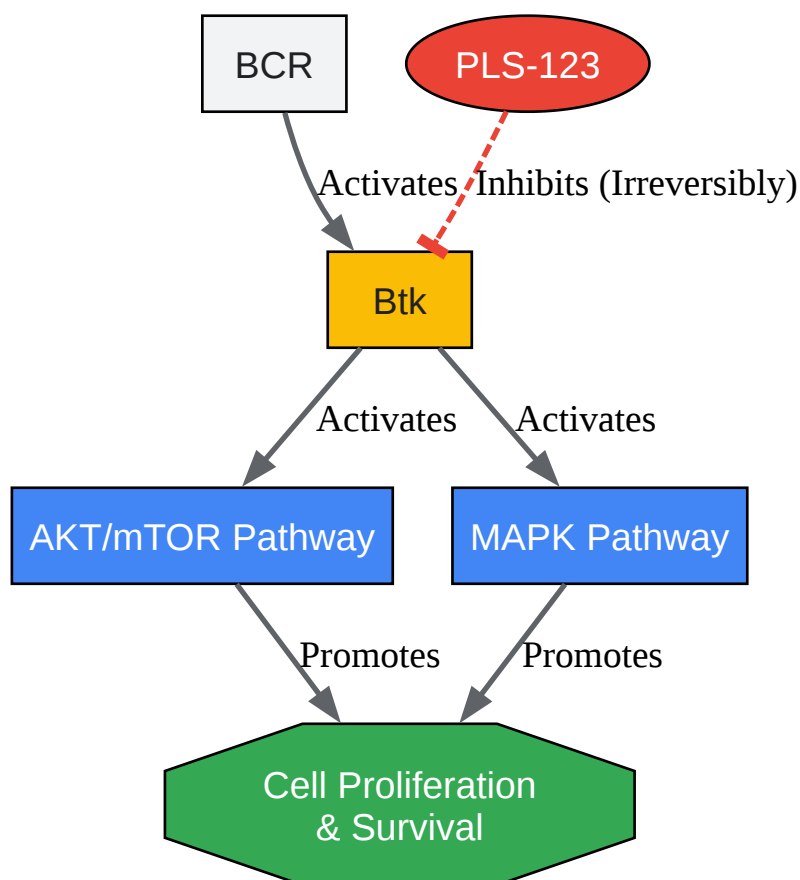 BCR
PLS-123
Activates
Inhibits (Irreversibly)
Btk
Activates
Activates
AKT/mTOR Pathway
MAPK Pathway
Promotes
Promotes
Cell Proliferation
& Survival